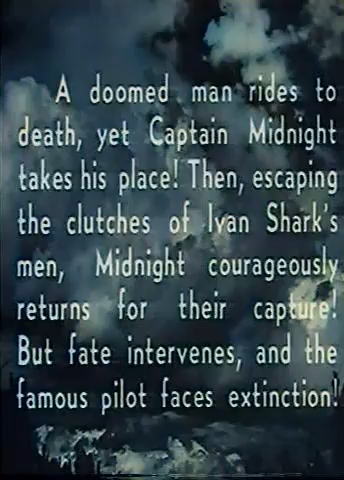 A doomed man rides to
death, yet Captain Midnight
takes his place! Then, escaping
the clutches of Ivan Shark's
men, Midnight courageously
returns for their capture!
But fate intervenes, and the
famous pilot faces extinction!